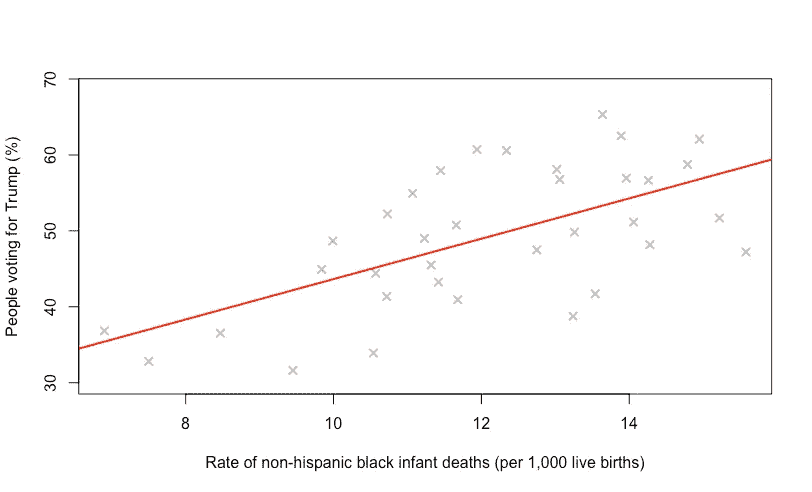 70
60
50
40
30
People voting for Trump (%)
8 10 12 14
Rate of non-hispanic black infant deaths (per 1,000 live births)